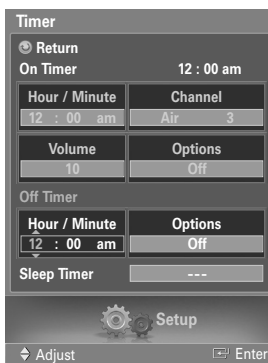 Timer
Return
On Timer 12 : 00 am
Hour / Minute Channel
12 : 00 am Air 3
Volume Options
10 Off
Off Timer
Hour / Minute Options
12 : 00 am Off
Sleep Timer ---
Setup
Adjust Enter